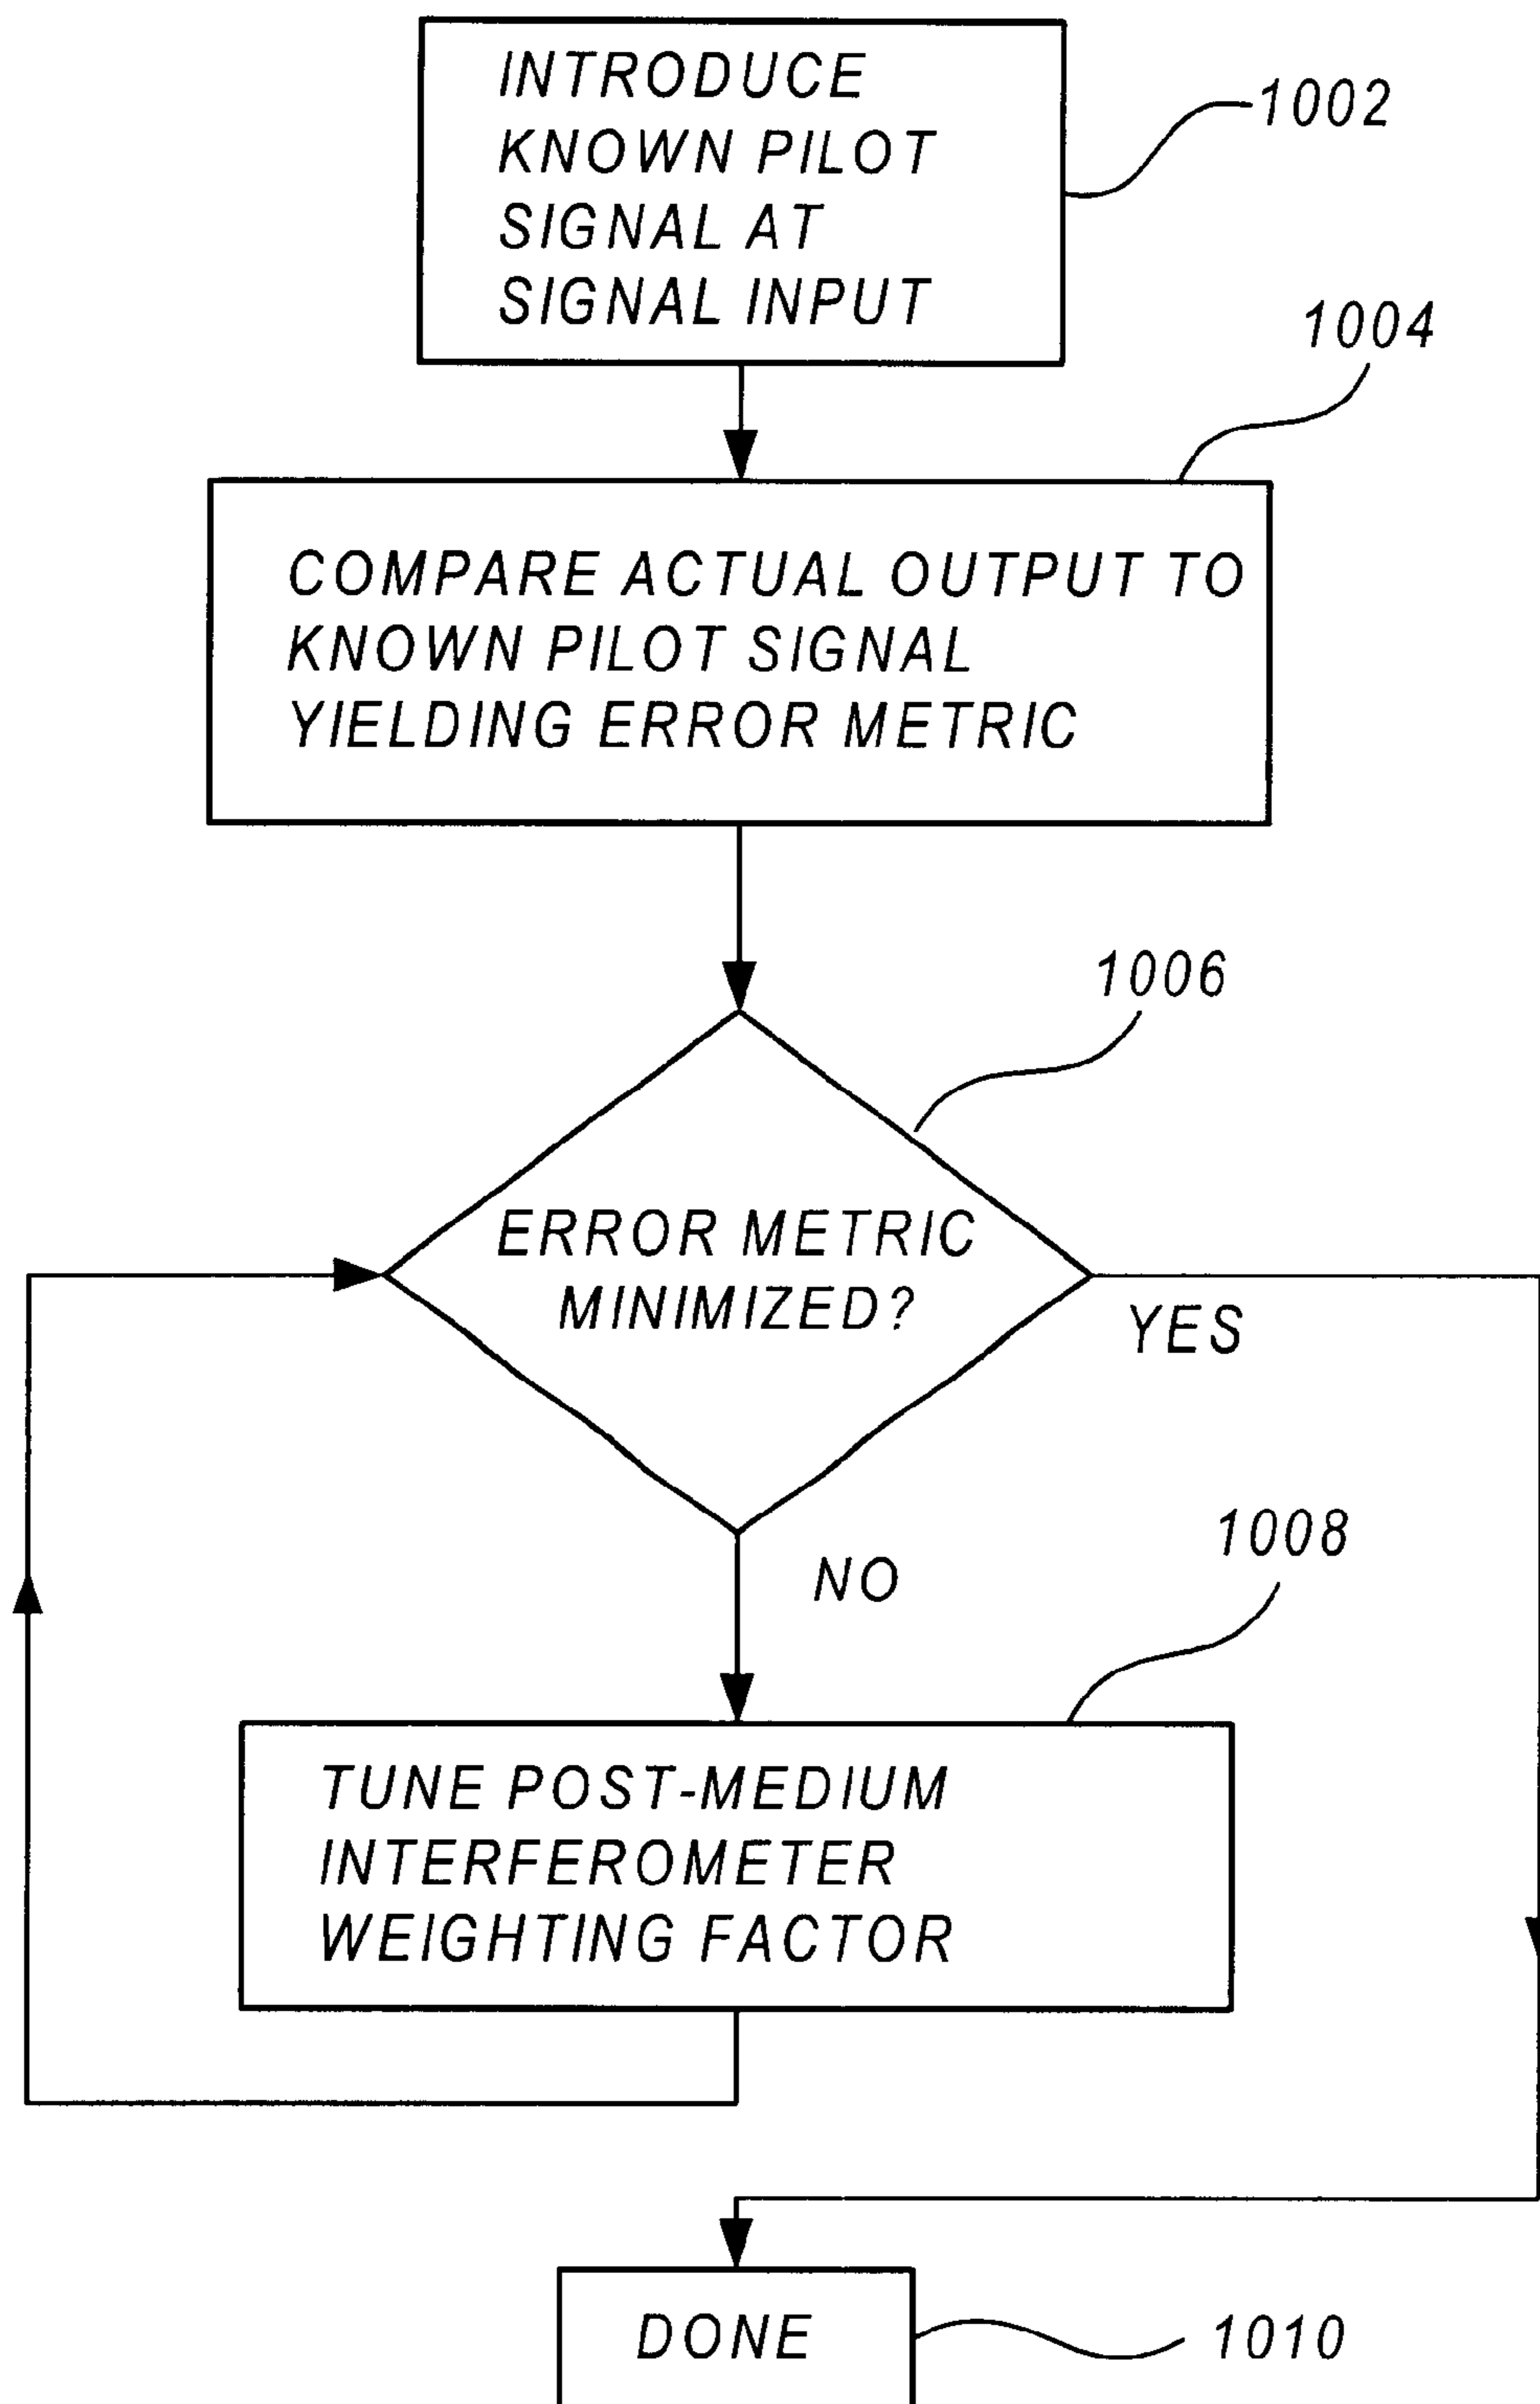 INTRODUCE
KNOWN PILOT
SIGNAL AT
SIGNAL INPUT
1002
1004
COMPARE ACTUAL OUTPUT TO
KNOWN PILOT SIGNAL
YIELDING ERROR METRIC
1006
ERROR METRIC
MINIMIZED?
YES
NO
1008
TUNE POST-MEDIUM
INTERFEROMETER
WEIGHTING FACTOR
DONE
1010